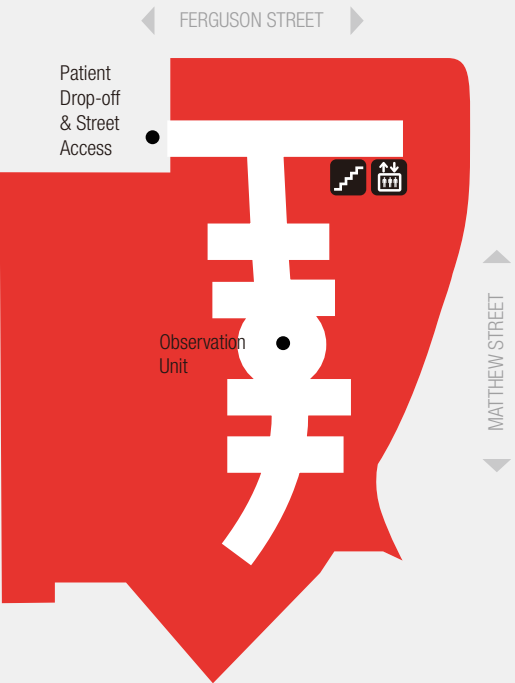 FERGUSON STREET
Patient
Drop-off
& Street
Access
Observation
Unit
MATTHEW STREET